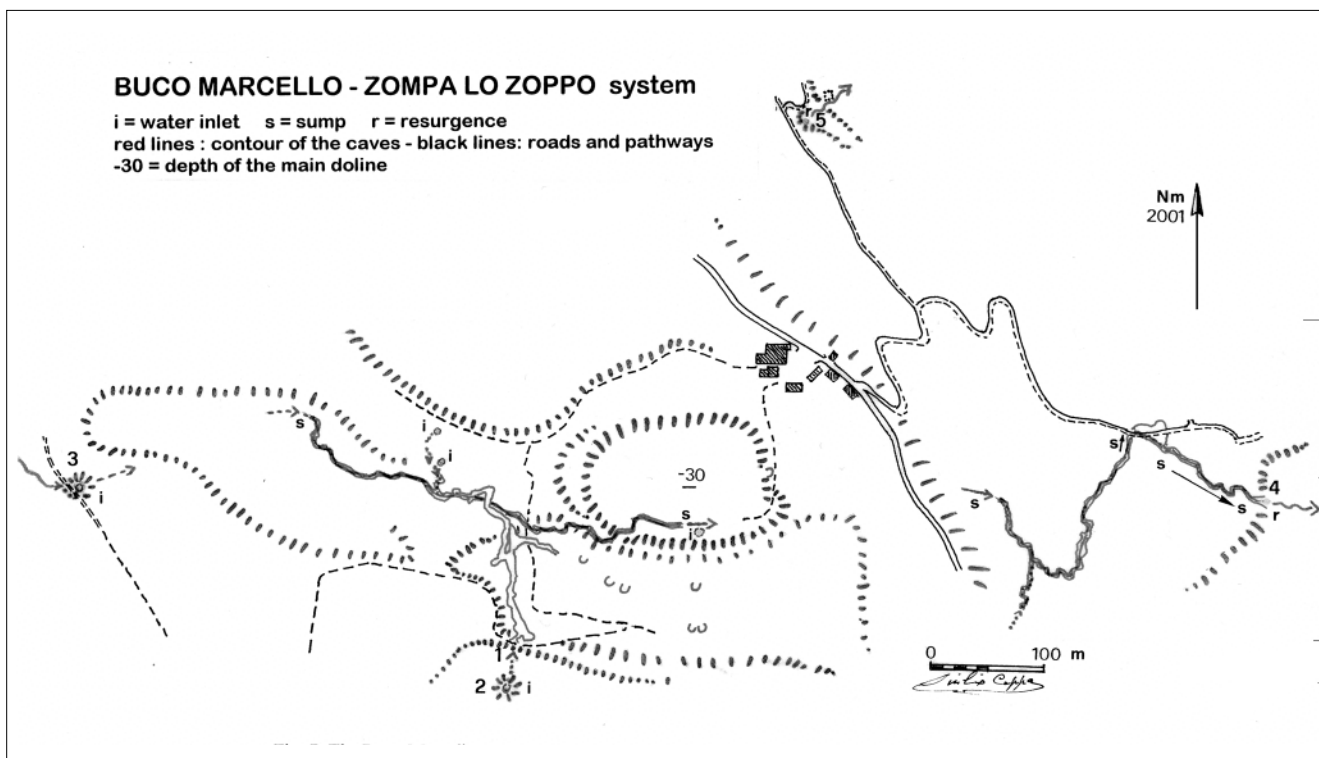 BUCO MARCELLO - ZOMPA LO ZOPPO system
i = water inlet s = sump r = resurgence
red lines : contour of the caves - black lines: roads and pathways
-30 = depth of the main doline
r
5
Nm
2001
i
s
i
3
i
-30
s
i
s
s
s
s
4
r
1
2
i
0 100 m